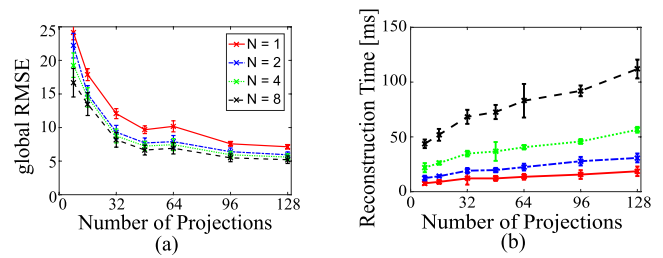 25
20
15
10
5
0
0
32
64
96
128
global RMSE
Number of Projections
N = 1
N = 2
N = 4
N = 8
(a)
150
100
50
0
0
32
64
96
128
Reconstruction Time [ms]
Number of Projections
(b)